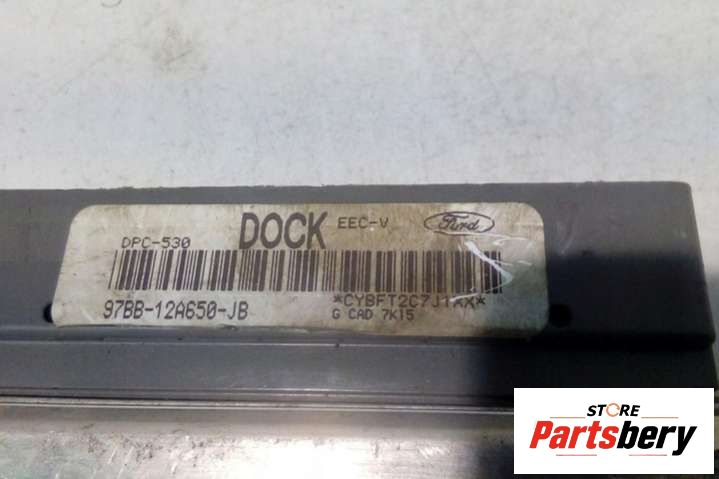 DOCK EEC-V Ford
DPC-530
97BB-12A650-JB *CYBFT2C7J1AX*
G CAD 7K15
STORE
Partsbery